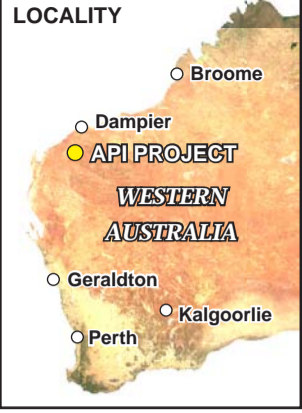 LOCALITY
Broome
Dampier
API PROJECT
WESTERN
AUSTRALIA
Geraldton
Kalgoorlie
Perth